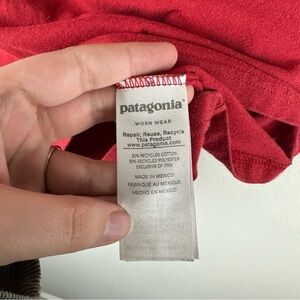 patagonia®
WORN WEAR
Repair, Reuse, Recycle
This Product
www.patagonia.com
50% RECYCLED COTTON
50% RECYCLED POLYESTER
EXCLUSIVE OF TRIM
MADE IN MEXICO
FABRIQUÉ AU MEXIQUE
HECHO EN MEXICO